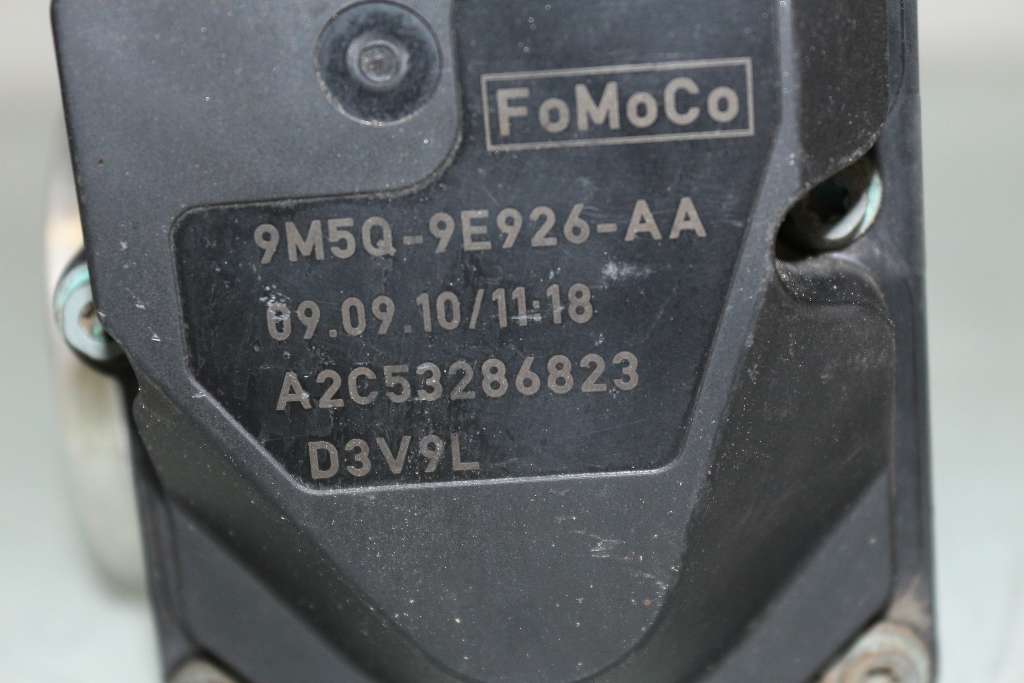 FoMoCo
9M5Q-9E926-AA
09.09.10/11:18
A2C53286823
D3V9L